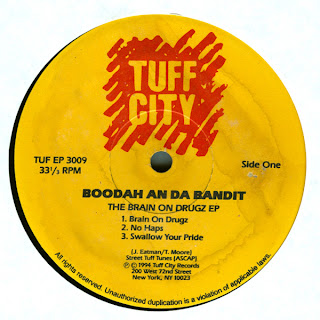 TUFF
CITY
TUF EP 3009
33⅓ RPM
Side One
BOODAH AN DA BANDIT
THE BRAIN ON DRUGZ EP
1. Brain On Drugz
2. No Haps
3. Swallow Your Pride
(J. Eatman/T. Moore)
Street Tuff Tunes [ASCAP]
Ⓟ © 1994 Tuff City Records
200 West 72nd Street
New York, NY 10023
All rights reserved. Unauthorized duplication is a violation of applicable laws.